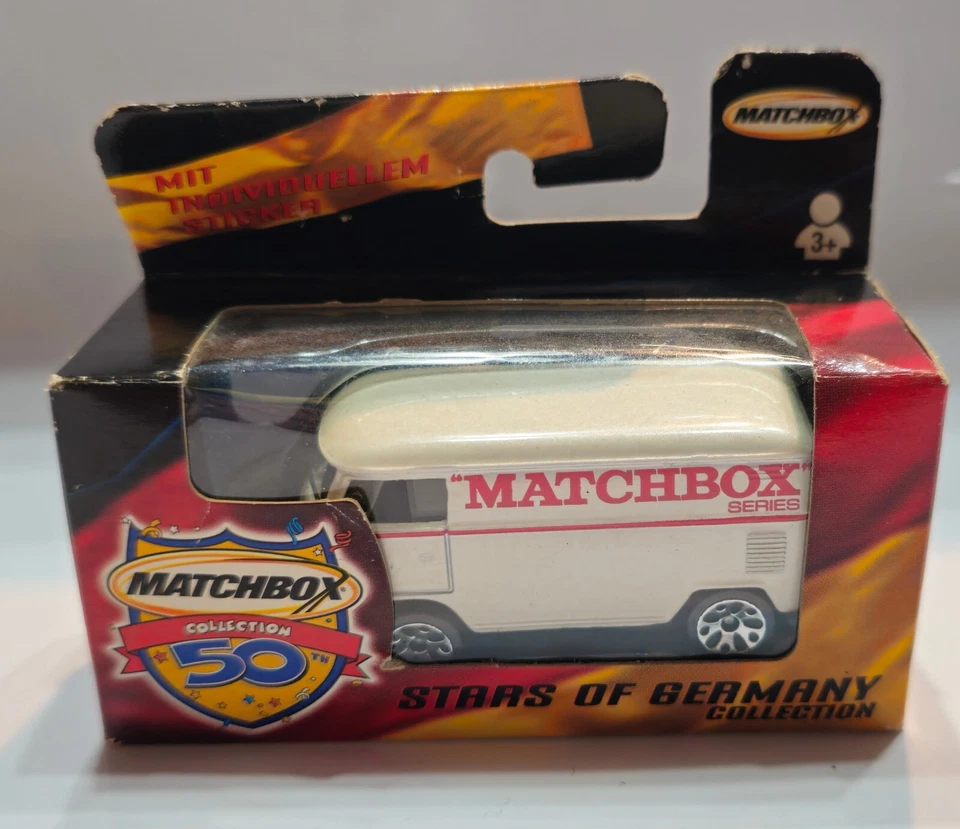 MATCHBOX
MIT
INDIVIDUELLEM
STICKER
3+
"MATCHBOX"
SERIES
MATCHBOX
COLLECTION
50TH
STARS OF GERMANY
COLLECTION